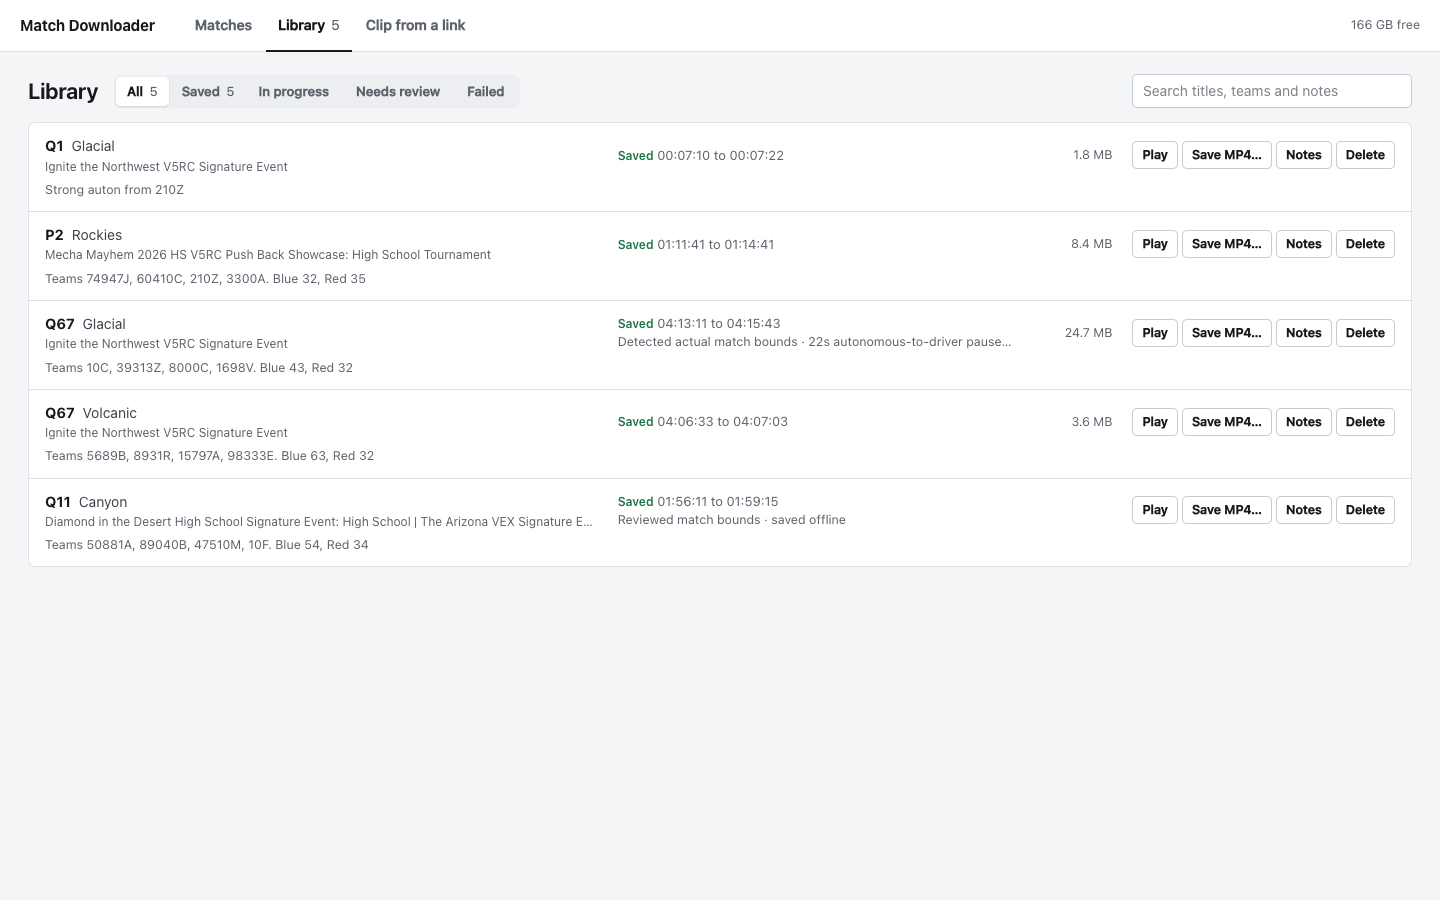 Match Downloader Matches Library 5 Clip from a link 166 GB free
Library All 5 Saved 5 In progress Needs review Failed Search titles, teams and notes
Q1 Glacial
Ignite the Northwest V5RC Signature Event
Strong auton from 210Z
Saved 00:07:10 to 00:07:22
1.8 MB Play Save MP4... Notes Delete
P2 Rockies
Mecha Mayhem 2026 HS V5RC Push Back Showcase: High School Tournament
Teams 74947J, 60410C, 210Z, 3300A. Blue 32, Red 35
Saved 01:11:41 to 01:14:41
8.4 MB Play Save MP4... Notes Delete
Q67 Glacial
Ignite the Northwest V5RC Signature Event
Teams 10C, 39313Z, 8000C, 1698V. Blue 43, Red 32
Saved 04:13:11 to 04:15:43
Detected actual match bounds · 22s autonomous-to-driver pause...
24.7 MB Play Save MP4... Notes Delete
Q67 Volcanic
Ignite the Northwest V5RC Signature Event
Teams 5689B, 8931R, 15797A, 98333E. Blue 63, Red 32
Saved 04:06:33 to 04:07:03
3.6 MB Play Save MP4... Notes Delete
Q11 Canyon
Diamond in the Desert High School Signature Event: High School | The Arizona VEX Signature E...
Teams 50881A, 89040B, 47510M, 10F. Blue 54, Red 34
Saved 01:56:11 to 01:59:15
Reviewed match bounds · saved offline
Play Save MP4... Notes Delete